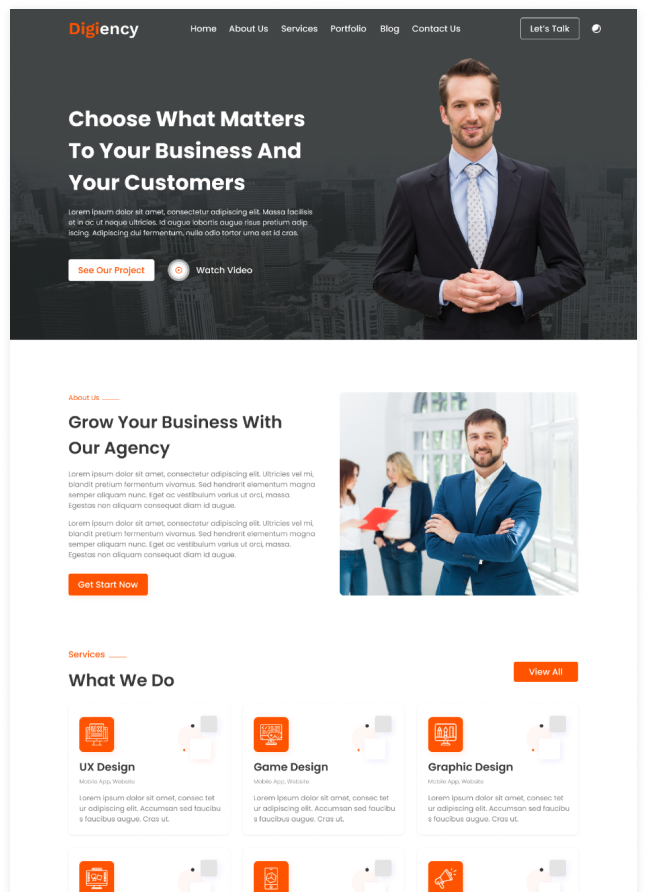 Digiency
Home About Us Services Portfolio Blog Contact Us
Let's Talk
Choose What Matters
To Your Business And
Your Customers
Lorem ipsum dolor sit amet, consectetur adipiscing elit. Massa facilisis
et in ac ut neque ultricies. Id augue lobortis augue risus pretium adip
iscing. Adipiscing dui fermentum, nulla odio tortor urna est id cras.
See Our Project
Watch Video
About Us
Grow Your Business With
Our Agency
Lorem ipsum dolor sit amet, consectetur adipiscing elit. Ultricies vel mi,
blandit pretium fermentum vivamus. Sed hendrerit elementum magna
semper aliquam nunc. Eget ac vestibulum varius ut orci, massa.
Egestas non aliquam consequat diam id augue.
Lorem ipsum dolor sit amet, consectetur adipiscing elit. Ultricies vel mi,
blandit pretium fermentum vivamus. Sed hendrerit elementum magna
semper aliquam nunc. Eget ac vestibulum varius ut orci, massa.
Egestas non aliquam consequat diam id augue.
Get Start Now
Services
What We Do
View All
UX Design
Mobile App, Website
Lorem ipsum dolor sit amet, consec tet
ur adipiscing elit. Accumsan sed faucibu
s faucibus augue. Cras ut.
Game Design
Mobile App, Website
Lorem ipsum dolor sit amet, consec tet
ur adipiscing elit. Accumsan sed faucibu
s faucibus augue. Cras ut.
Graphic Design
Mobile App, Website
Lorem ipsum dolor sit amet, consec tet
ur adipiscing elit. Accumsan sed faucibu
s faucibus augue. Cras ut.